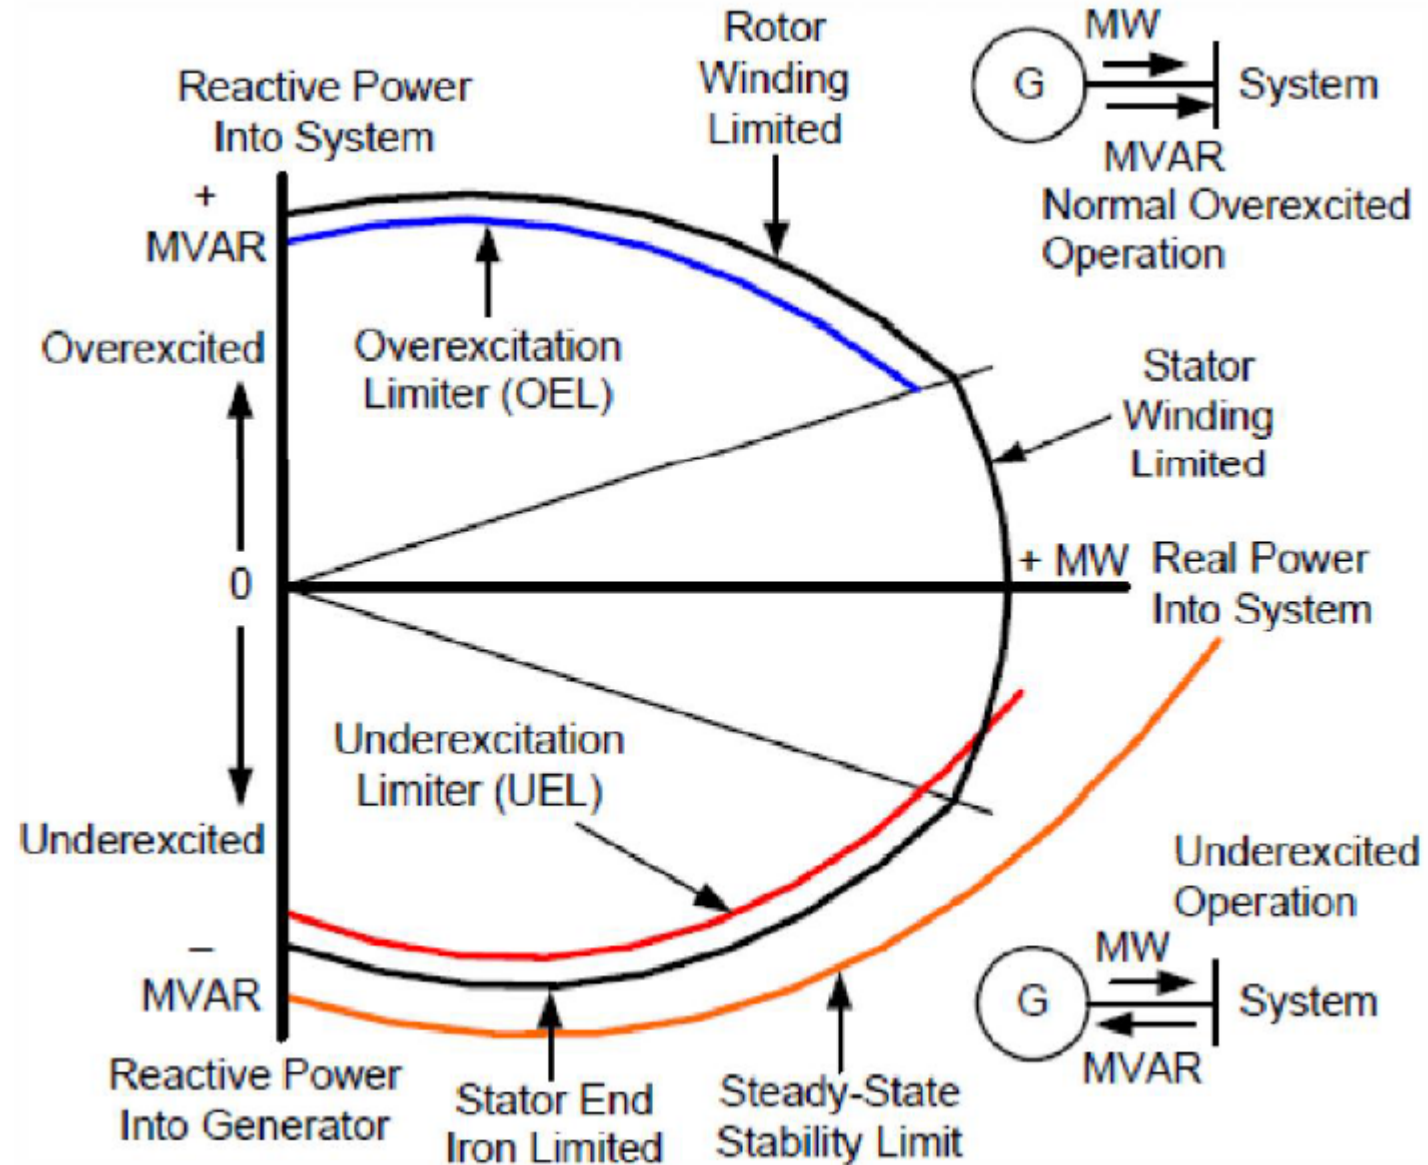 Rotor
Winding
Limited
MW
G
System
MVAR
Normal Overexcited
Operation
Reactive Power
Into System
+
MVAR
Overexcited
Overexcitation
Limiter (OEL)
Stator
Winding
Limited
0
+ MW
Real Power
Into System
Underexcitation
Limiter (UEL)
Underexcited
–
MVAR
Reactive Power
Into Generator
Stator End
Iron Limited
Steady-State
Stability Limit
Underexcited
Operation
MW
G
System
MVAR